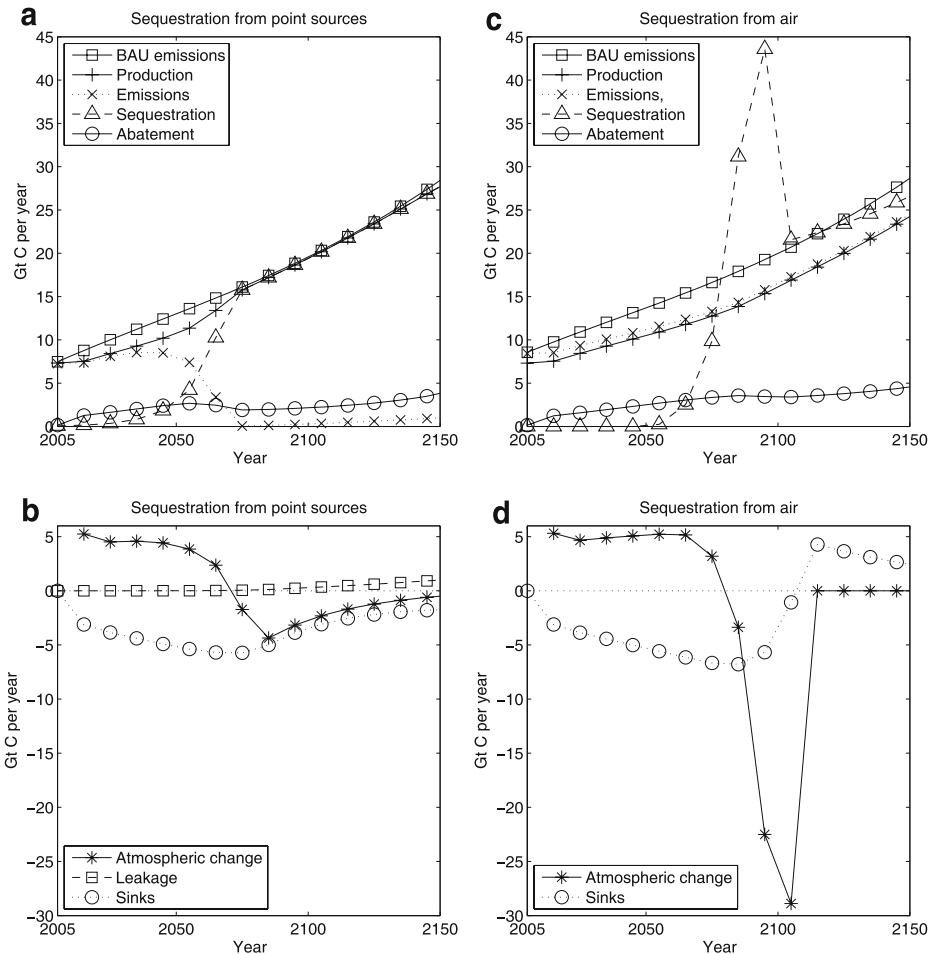 a
Sequestration from point sources
45
40
35
30
25
20
15
10
5
0
Gt C per year
BAU emissions
Production
Emissions
Sequestration
Abatement
2005
2050
2100
2150
Year
c
Sequestration from air
45
40
35
30
25
20
15
10
5
0
Gt C per year
BAU emissions
Production
Emissions,
Sequestration
Abatement
2005
2050
2100
2150
Year
b
Sequestration from point sources
5
0
−5
−10
−15
−20
−25
−30
Gt C per year
Atmospheric change
Leakage
Sinks
2005
2050
2100
2150
Year
d
Sequestration from air
5
0
−5
−10
−15
−20
−25
−30
Gt C per year
Atmospheric change
Sinks
2005
2050
2100
2150
Year